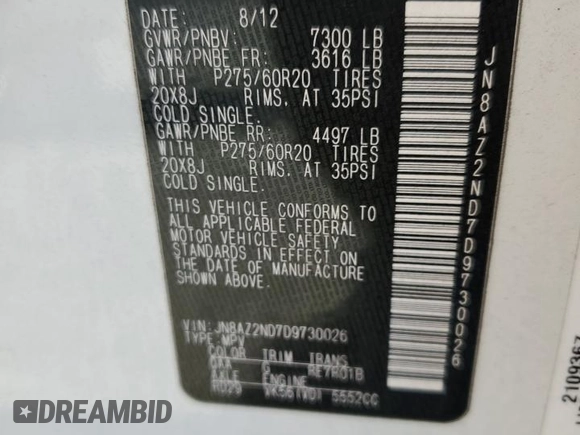 DATE: 8/12
GVWR/PNBV: 7300 LB
GAWR/PNBE FR: 3616 LB
WITH P275/60R20 TIRES
20X8J RIMS. AT 35PSI
COLD SINGLE.
GAWR/PNBE RR: 4497 LB
WITH P275/60R20 TIRES
20X8J RIMS. AT 35PSI
COLD SINGLE.
THIS VEHICLE CONFORMS TO
ALL APPLICABLE FEDERAL
MOTOR VEHICLE SAFETY
STANDARDS IN EFFECT ON
THE DATE OF MANUFACTURE
SHOWN ABOVE.
VIN: JN8AZ2ND7D9730026
TYPE: MPV
COLOR TRIM TRANS
G RE7R01B
AXLE ENGINE
5552CC
JN8AZ2ND7D9730026
2109367
DREAMBID